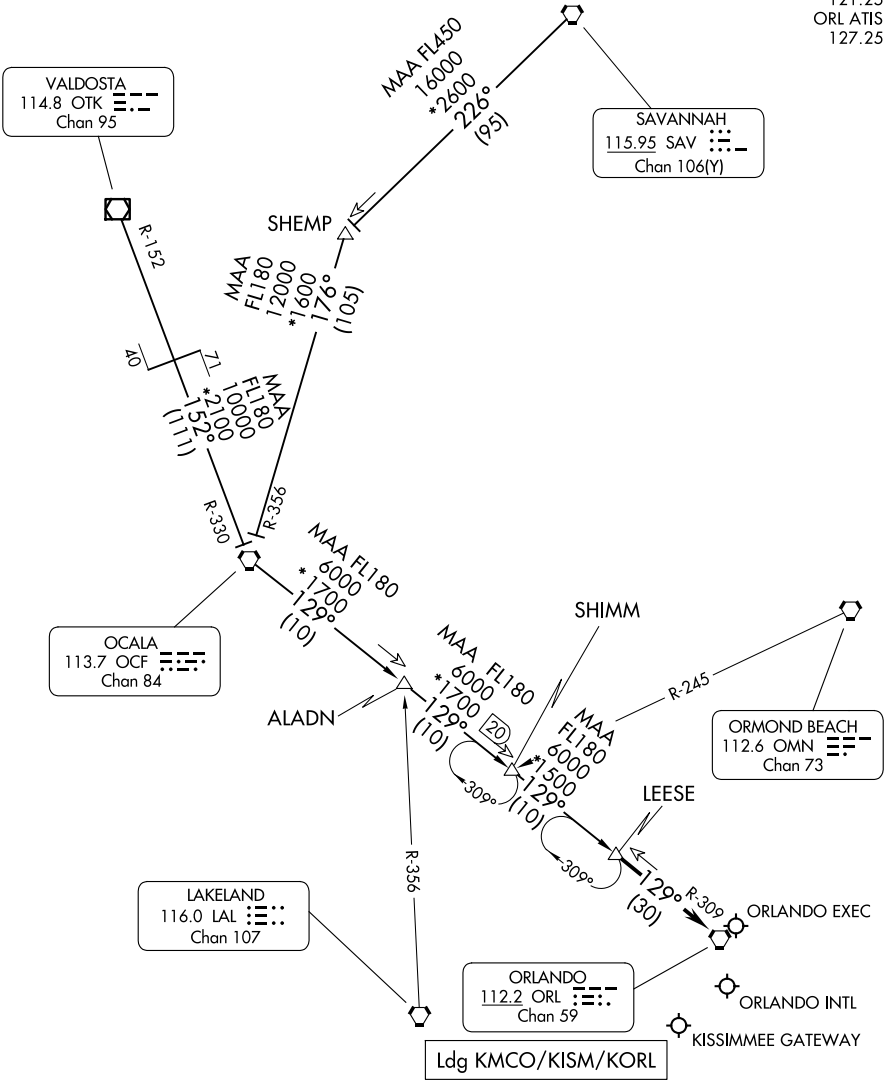 121.25
ORL ATIS
127.25
VALDOSTA
114.8 OTK
Chan 95
MAA FL450
16000
*2600
226°
(95)
SAVANNAH
115.95 SAV
Chan 106(Y)
SHEMP
R-152
MAA
FL180
12000
*1600
176°
(105)
40
71
MAA
FL180
10000
*2100
152°
(111)
R-330
R-356
MAA FL180
6000
*1700
129°
(10)
OCALA
113.7 OCF
Chan 84
ALADN
MAA FL180
6000
*1700
129°
(10)
20
SHIMM
R-245
ORMOND BEACH
112.6 OMN
Chan 73
309°
MAA
FL180
6000
*1500
129°
(10)
LEESE
309°
129°
(30)
R-309
R-356
LAKELAND
116.0 LAL
Chan 107
ORLANDO EXEC
ORLANDO
112.2 ORL
Chan 59
ORLANDO INTL
KISSIMMEE GATEWAY
Ldg KMCO/KISM/KORL